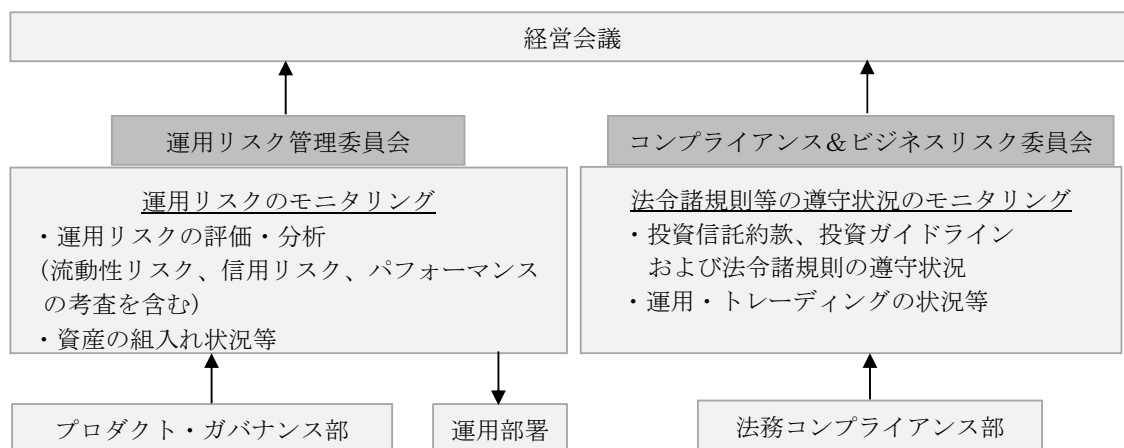 経営会議
運用リスク管理委員会
運用リスクのモニタリング
・運用リスクの評価・分析
(流動性リスク、信用リスク、パフォーマンス
の考査を含む)
・資産の組入れ状況等
プロダクト・ガバナンス部
運用部署
コンプライアンス＆ビジネスリスク委員会
法令諸規則等の遵守状況のモニタリング
・投資信託約款、投資ガイドライン
および法令諸規則の遵守状況
・運用・トレーディングの状況等
法務コンプライアンス部